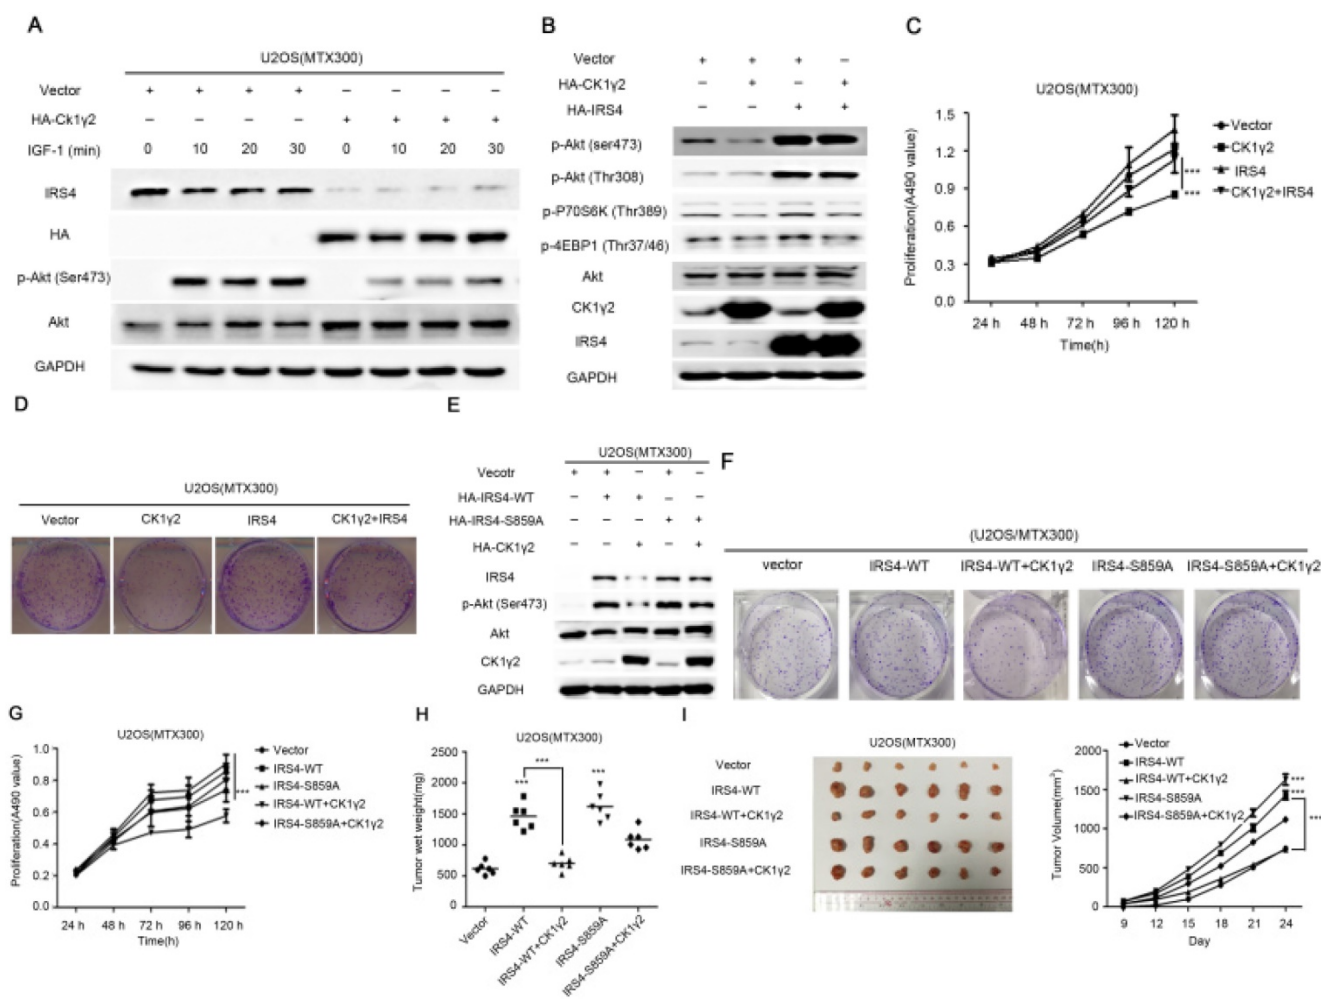 A
U2OS(MTX300)
Vector + + + + – – – –
HA-Ck1γ2 – – – – + + + +
IGF-1 (min) 0 10 20 30 0 10 20 30
IRS4
HA
p-Akt (Ser473)
Akt
GAPDH
B
Vector + + + –
HA-CK1γ2 – + – +
HA-IRS4 – – + +
p-Akt (ser473)
p-Akt (Thr308)
p-P70S6K (Thr389)
p-4EBP1 (Thr37/46)
Akt
CK1γ2
IRS4
GAPDH
C
U2OS(MTX300)
Proliferation(A490 value)
1.5
1.2
0.9
0.6
0.3
0.0
24 h 48 h 72 h 96 h 120 h
Time(h)
Vector
CK1γ2
IRS4
CK1γ2+IRS4
***
***
D
U2OS(MTX300)
Vector CK1γ2 IRS4 CK1γ2+IRS4
E
U2OS(MTX300)
Vecotr + + – + –
HA-IRS4-WT – + + – –
HA-IRS4-S859A – – – + +
HA-CK1γ2 – – + – +
IRS4
p-Akt (Ser473)
Akt
CK1γ2
GAPDH
F
(U2OS/MTX300)
vector IRS4-WT IRS4-WT+CK1γ2 IRS4-S859A IRS4-S859A+CK1γ2
G
U2OS(MTX300)
Proliferation(A490 value)
1.0
0.8
0.6
0.4
0.2
0.0
24 h 48 h 72 h 96 h 120 h
Time(h)
Vector
IRS4-WT
IRS4-S859A
IRS4-WT+CK1γ2
IRS4-S859A+CK1γ2
***
H
U2OS(MTX300)
Tumor wet weight(mg)
2500
2000
1500
1000
500
0
*** *** ***
Vector IRS4-WT IRS4-WT+CK1γ2 IRS4-S859A IRS4-S859A+CK1γ2
I
U2OS(MTX300)
Vector
IRS4-WT
IRS4-WT+CK1γ2
IRS4-S859A
IRS4-S859A+CK1γ2
Tumor Volume(mm³)
2000
1500
1000
500
0
9 12 15 18 21 24
Day
Vector
IRS4-WT
IRS4-WT+CK1γ2
IRS4-S859A
IRS4-S859A+CK1γ2
***
***
***